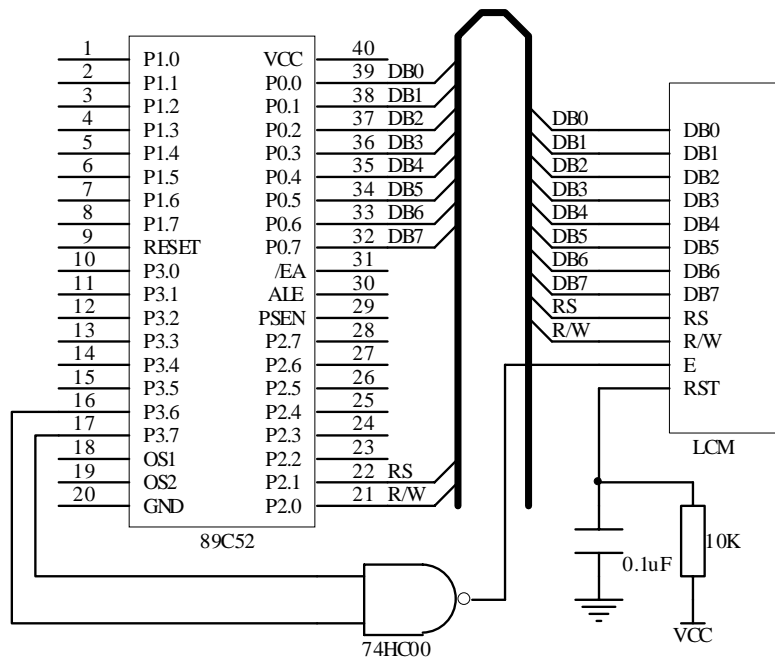 1 P1.0 VCC 40
2 P1.1 P0.0 39 DB0
3 P1.2 P0.1 38 DB1
4 P1.3 P0.2 37 DB2
5 P1.4 P0.3 36 DB3
6 P1.5 P0.4 35 DB4
7 P1.6 P0.5 34 DB5
8 P1.7 P0.6 33 DB6
9 RESET P0.7 32 DB7
10 P3.0 /EA 31
11 P3.1 ALE 30
12 P3.2 PSEN 29
13 P3.3 P2.7 28
14 P3.4 P2.6 27
15 P3.5 P2.5 26
16 P3.6 P2.4 25
17 P3.7 P2.3 24
18 OS1 P2.2 23
19 OS2 P2.1 22 RS
20 GND P2.0 21 R/W
89C52
DB0 DB0
DB1 DB1
DB2 DB2
DB3 DB3
DB4 DB4
DB5 DB5
DB6 DB6
DB7 DB7
RS RS
R/W R/W
E
RST
LCM
0.1uF
10K
VCC
74HC00